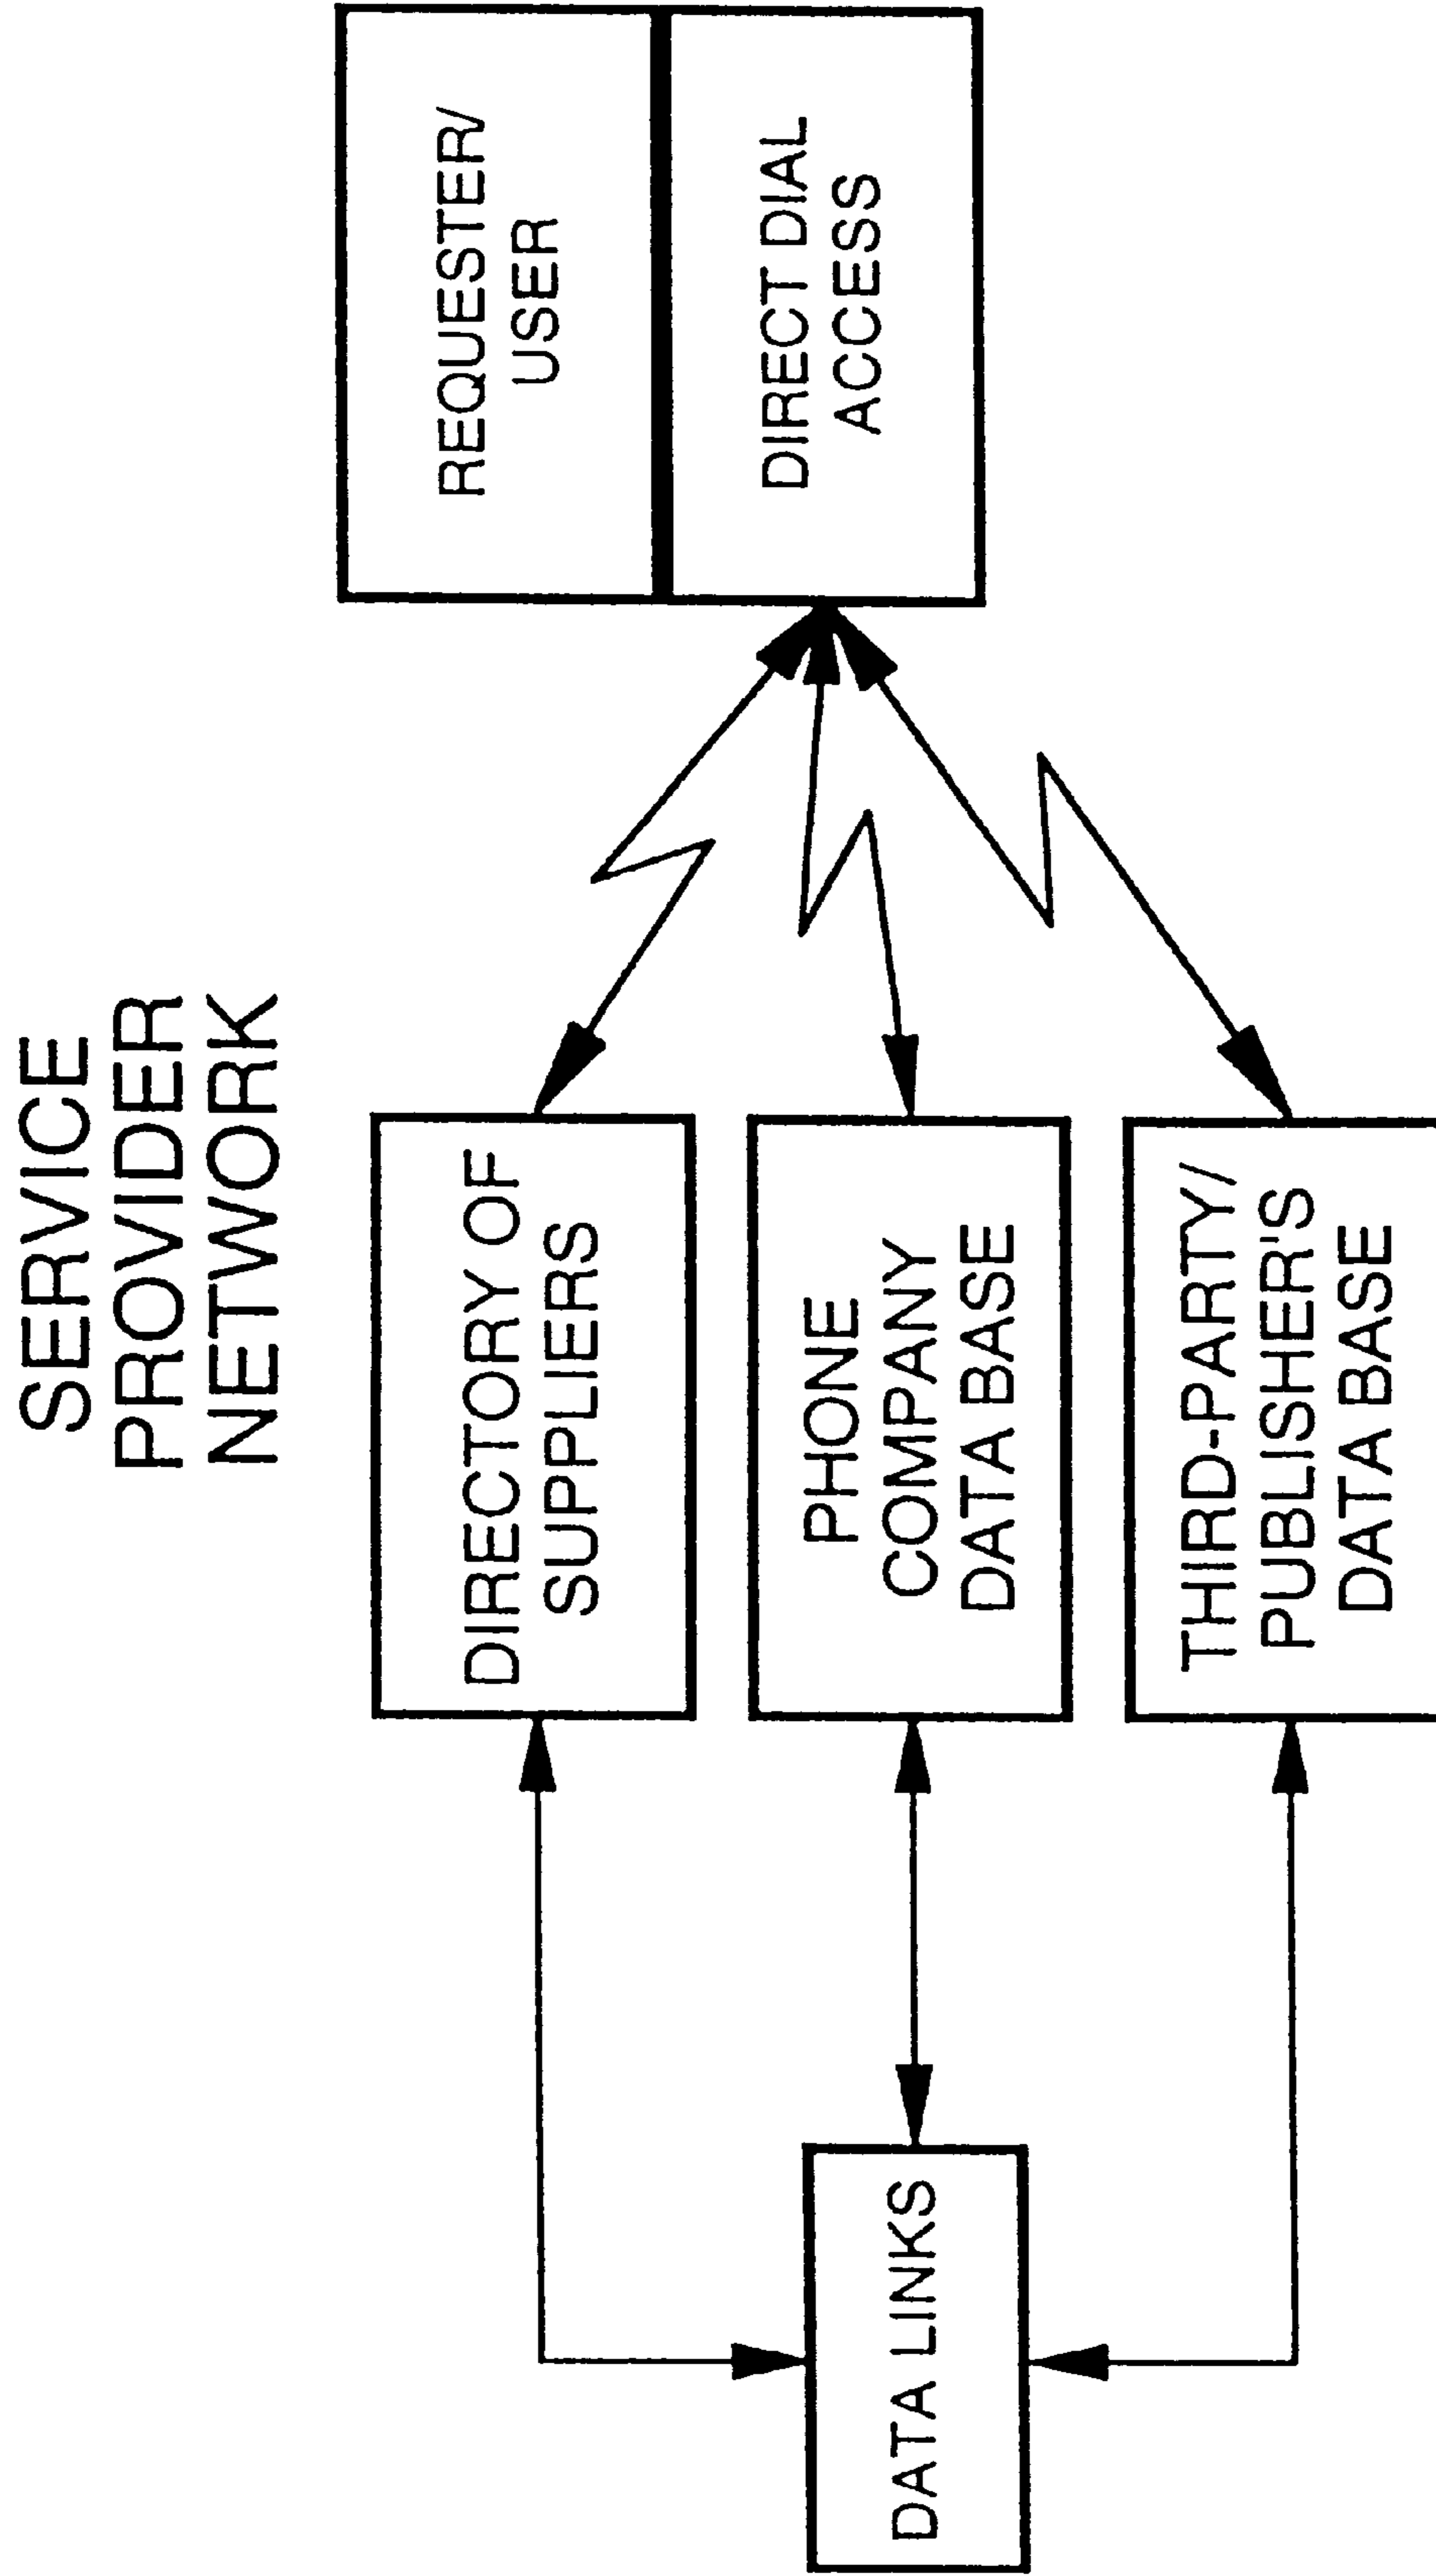 SERVICE
PROVIDER
NETWORK
REQUESTER/
USER
DIRECT DIAL
ACCESS
DIRECTORY OF
SUPPLIERS
PHONE
COMPANY
DATA BASE
THIRD-PARTY/
PUBLISHER'S
DATA BASE
DATA LINKS